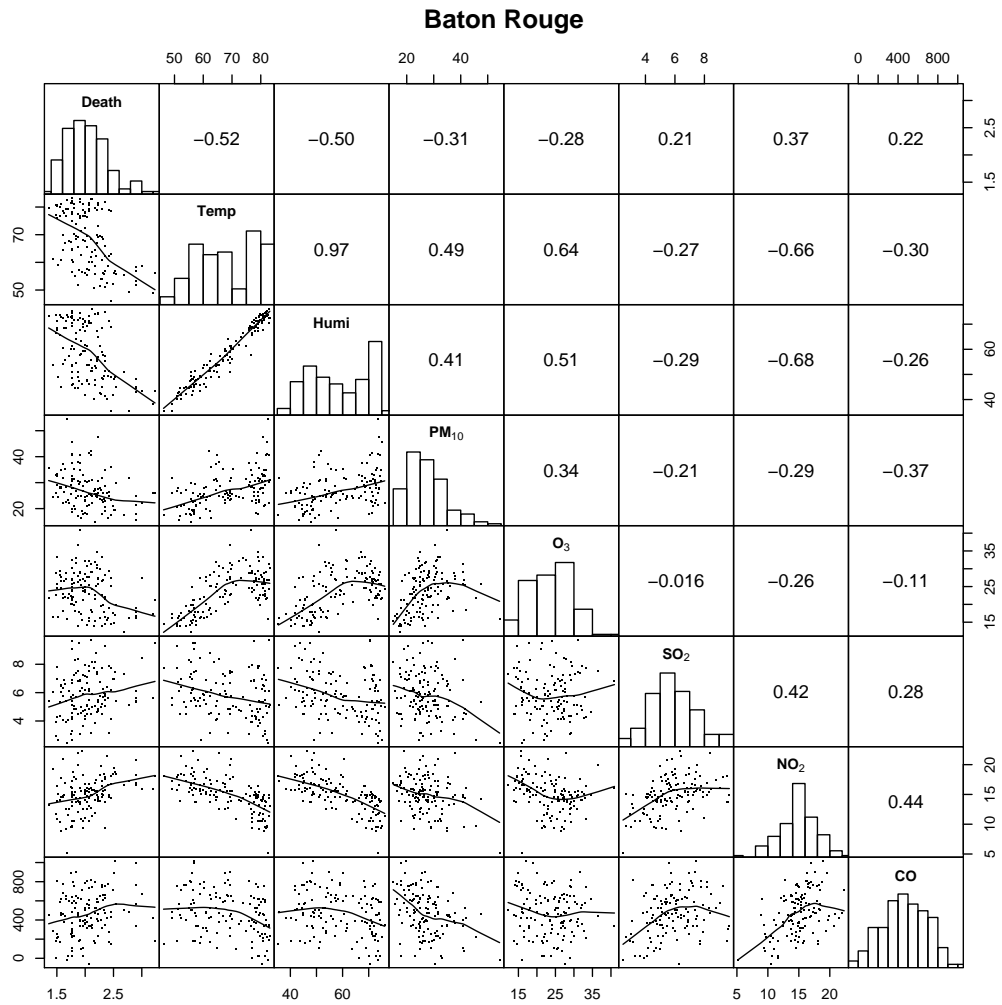 Baton Rouge
50 60 70 80 20 40 4 6 8 0 400 800
Death −0.52 −0.50 −0.31 −0.28 0.21 0.37 0.22 1.5 2.5
50 70 Temp 0.97 0.49 0.64 −0.27 −0.66 −0.30
Humi 0.41 0.51 −0.29 −0.68 −0.26 40 60
20 40 PM10 0.34 −0.21 −0.29 −0.37
O3 −0.016 −0.26 −0.11 15 25 35
4 6 8 SO2 0.42 0.28
NO2 0.44 5 10 15 20
0 400 800 CO
1.5 2.5 40 60 15 25 35 5 10 15 20